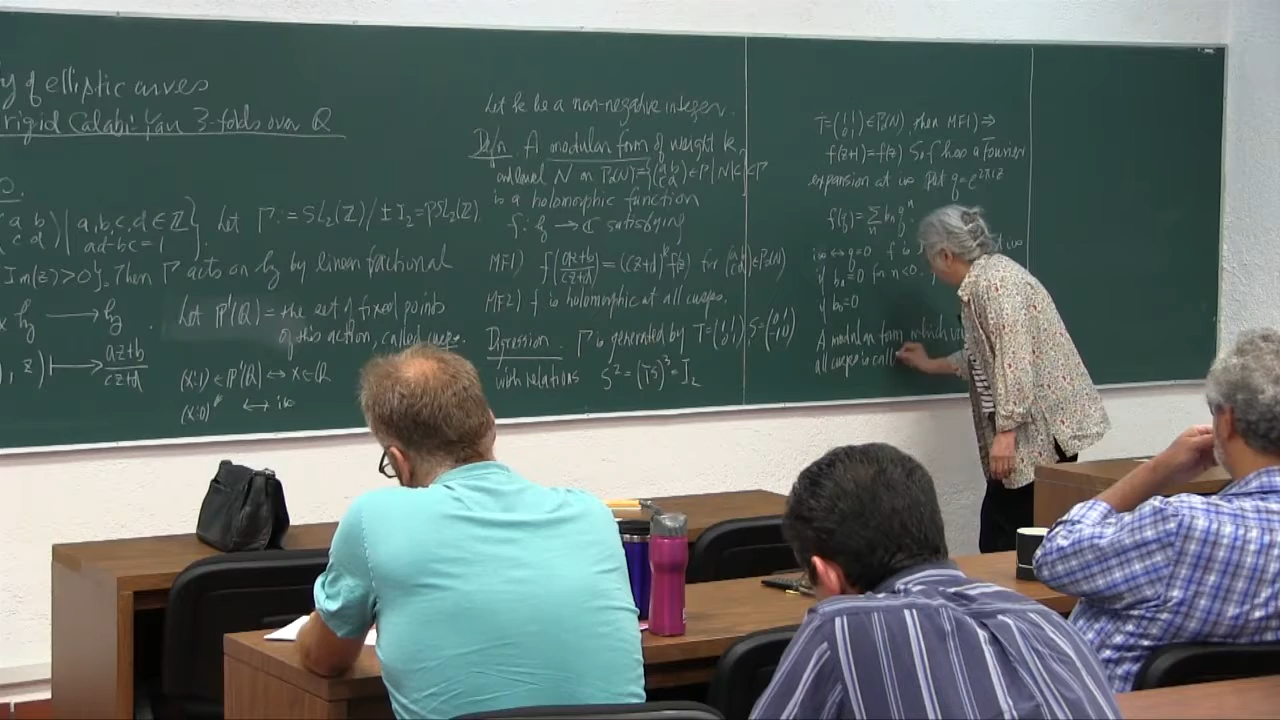 y of elliptic curves
rigid Calabi-Yau 3-folds over Q
(a b
c d) | a,b,c,d ∈ ℤ
ad-bc=1 }. Let Γ := SL₂(ℤ)/±I₂ = PSL₂(ℤ)
Im(z)>0}. Then Γ acts on 𝔥 by linear fractional
𝔥 ⟶ 𝔥.
, z) ⟼ az+b
cz+d
Let ℙ¹(ℚ) = the set of fixed points
of this action, called cusps.
(x:1) ∈ ℙ¹(ℚ) ↔ x ∈ ℚ
(x:0) ↔ i∞
Let k be a non-negative integer.
Defn. A modular form of weight k
and level N on Γ₀(N) = {(a b
c d) ∈ Γ | N|c} ⊂ Γ
is a holomorphic function
f: 𝔥 → ℂ satisfying
MF1) f(az+b/cz+d) = (cz+d)ᵏ f(z) for (a b
c d) ∈ Γ₀(N)
MF2) f is holomorphic at all cusps.
Digression. Γ is generated by T=(1 1
0 1), S=(0 1
-1 0)
with relations S² = (TS)³ = I₂
T=(1 1
0 1) ∈ Γ₀(N), then MF1) ⇒
f(z+1)=f(z) So f has a Fourier
expansion at i∞ Put q=e^{2πiz}
f(q) = Σₙ bₙ qⁿ
i∞ ↔ q=0 f is
if bₙ=0 for n<0.
if b₀=0
A modular form which
all cusps is call